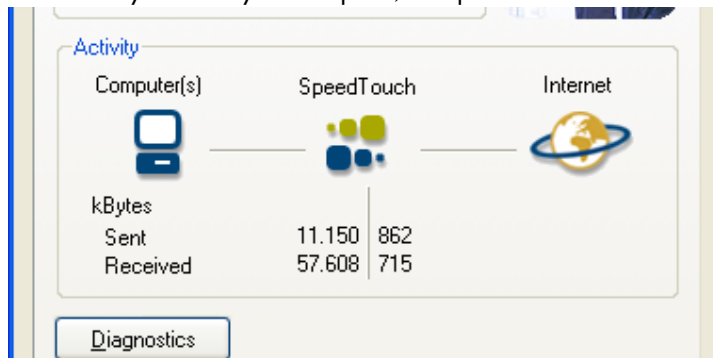 Activity
Computer(s) SpeedTouch Internet
kBytes
Sent 11.150 862
Received 57.608 715
Diagnostics